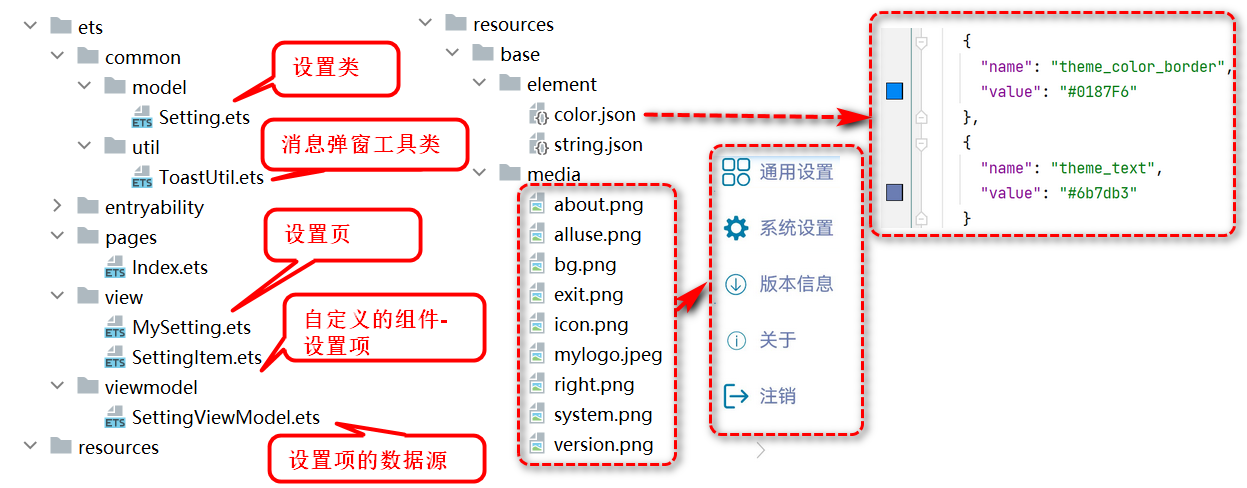 ets
common
设置类
model
Setting.ets
util
消息弹窗工具类
ToastUtil.ets
entryability
pages
设置页
Index.ets
view
MySetting.ets
自定义的组件-
设置项
SettingItem.ets
viewmodel
SettingViewModel.ets
设置项的数据源
resources
resources
base
element
color.json
string.json
media
about.png
alluse.png
bg.png
exit.png
icon.png
mylogo.jpeg
right.png
system.png
version.png
通用设置
系统设置
版本信息
关于
注销
{
"name": "theme_color_border",
"value": "#0187F6"
},
{
"name": "theme_text",
"value": "#6b7db3"
}